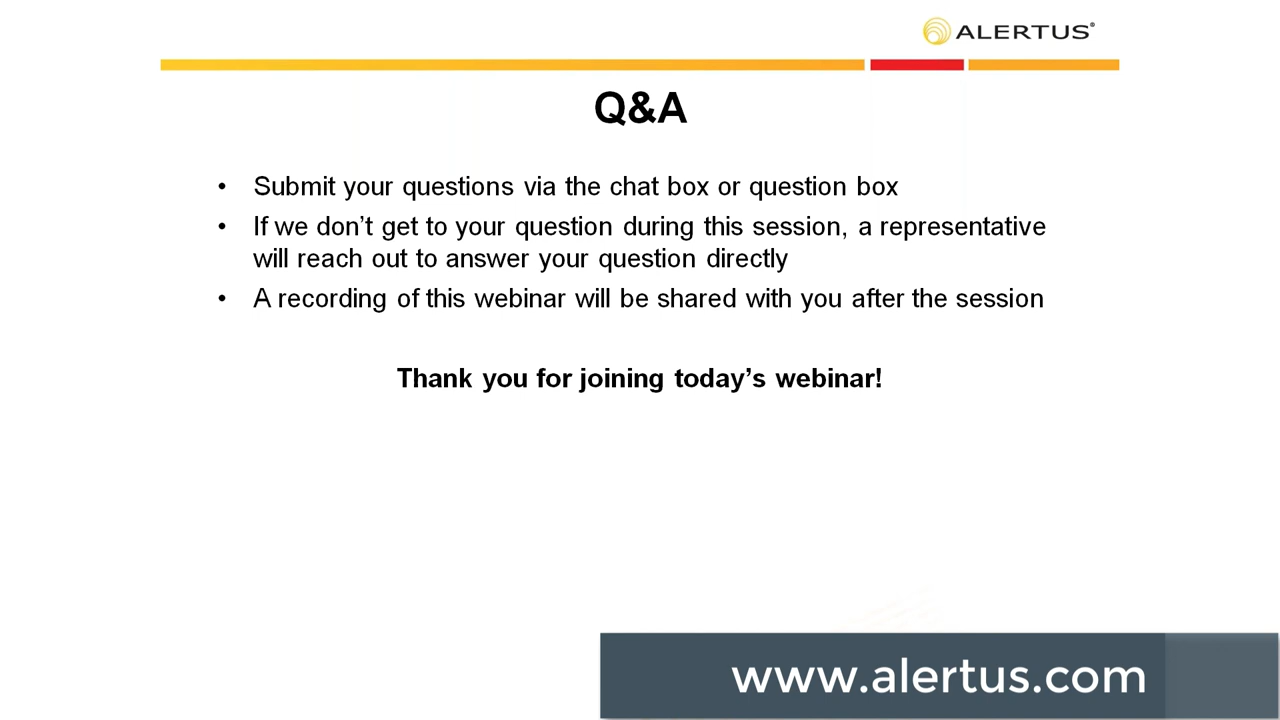 ALERTUS®
Q&A
• Submit your questions via the chat box or question box
• If we don’t get to your question during this session, a representative
will reach out to answer your question directly
• A recording of this webinar will be shared with you after the session
Thank you for joining today’s webinar!
www.alertus.com